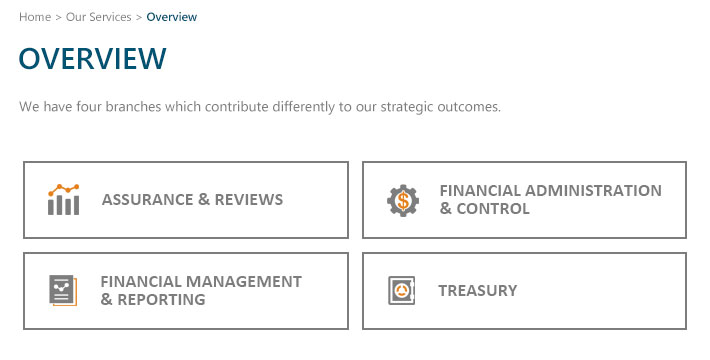 Home > Our Services > Overview
OVERVIEW
We have four branches which contribute differently to our strategic outcomes.
ASSURANCE & REVIEWS
FINANCIAL ADMINISTRATION
& CONTROL
FINANCIAL MANAGEMENT
& REPORTING
TREASURY